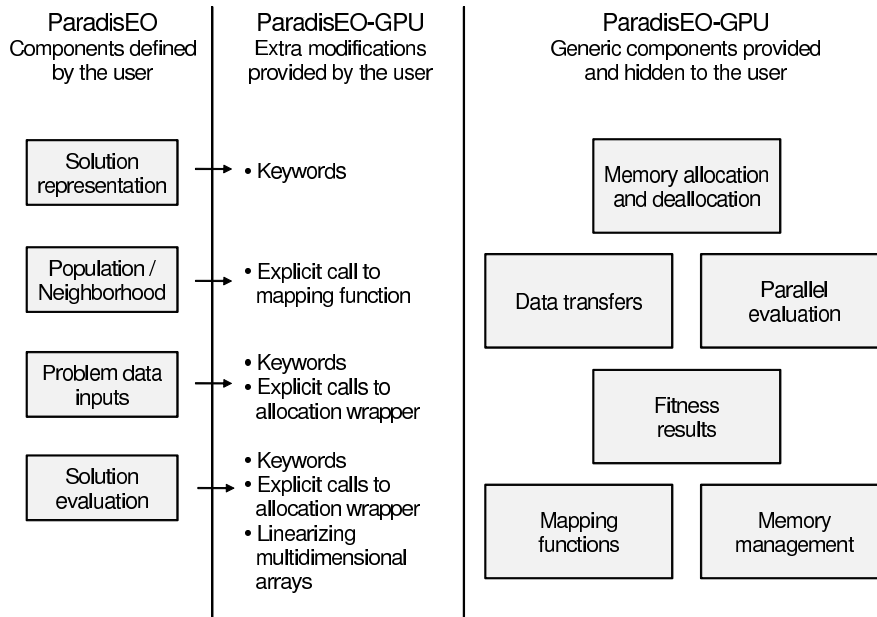 ParadisEO
Components defined
by the user
ParadisEO-GPU
Extra modifications
provided by the user
ParadisEO-GPU
Generic components provided
and hidden to the user
Solution
representation
• Keywords
Population /
Neighborhood
• Explicit call to
mapping function
Problem data
inputs
• Keywords
• Explicit calls to
allocation wrapper
Solution
evaluation
• Keywords
• Explicit calls to
allocation wrapper
• Linearizing
multidimensional
arrays
Memory allocation
and deallocation
Data transfers
Parallel
evaluation
Fitness
results
Mapping
functions
Memory
management